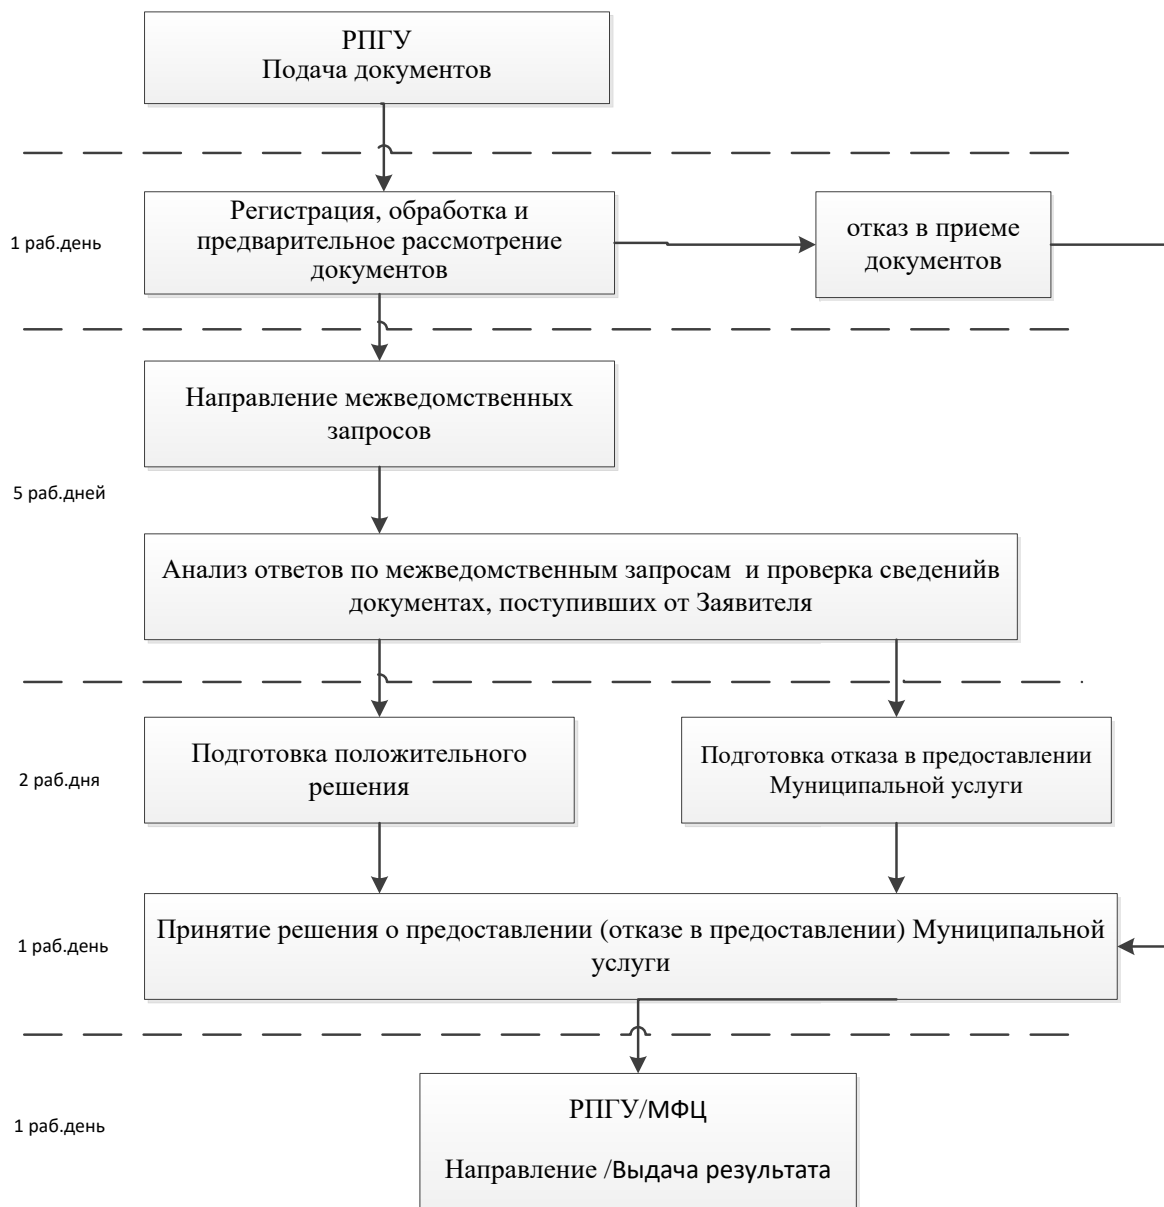 РПГУ
Подача документов
1 раб.день
Регистрация, обработка и
предварительное рассмотрение
документов
отказ в приеме
документов
Направление межведомственных
запросов
5 раб.дней
Анализ ответов по межведомственным запросам и проверка сведенийв
документах, поступивших от Заявителя
2 раб.дня
Подготовка положительного
решения
Подготовка отказа в предоставлении
Муниципальной услуги
1 раб.день
Принятие решения о предоставлении (отказе в предоставлении) Муниципальной
услуги
1 раб.день
РПГУ/МФЦ
Направление /Выдача результата